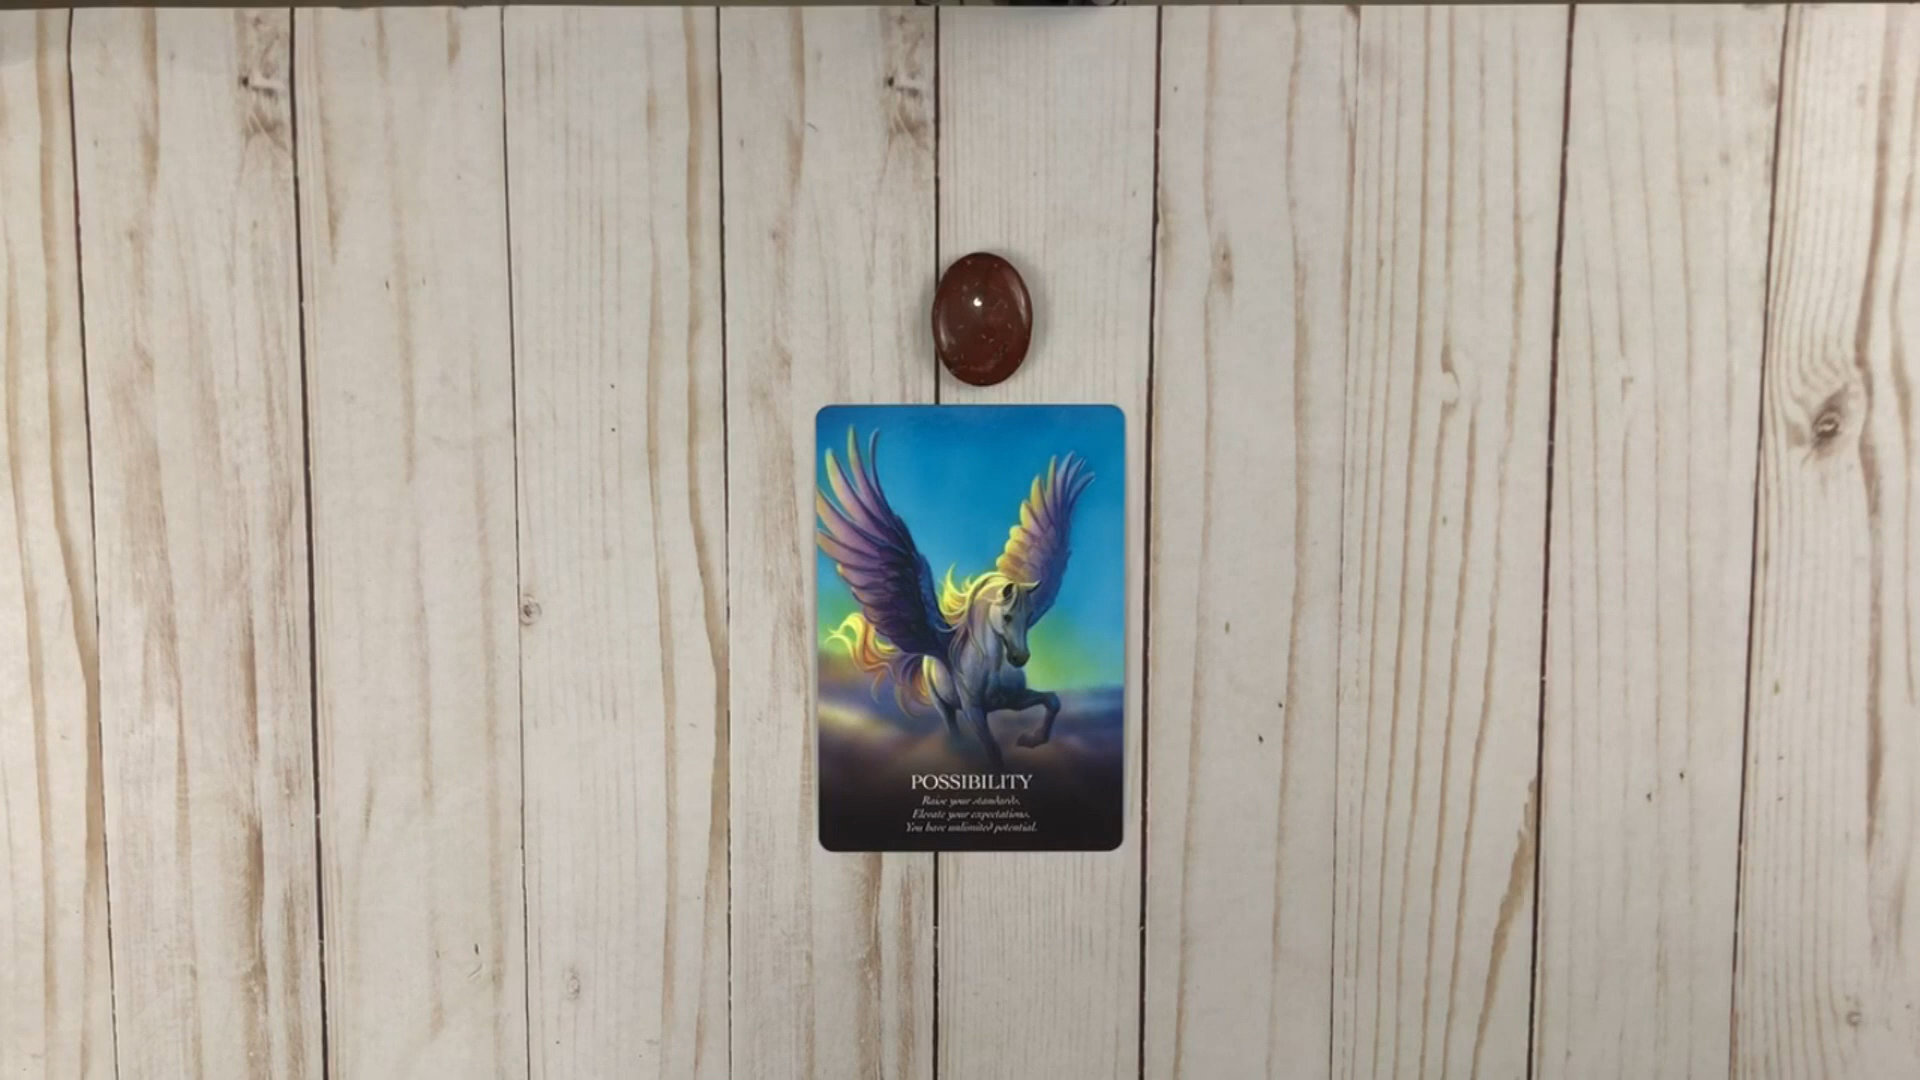 POSSIBILITY
Raise your standards.
Elevate your expectations.
You have unlimited potential.